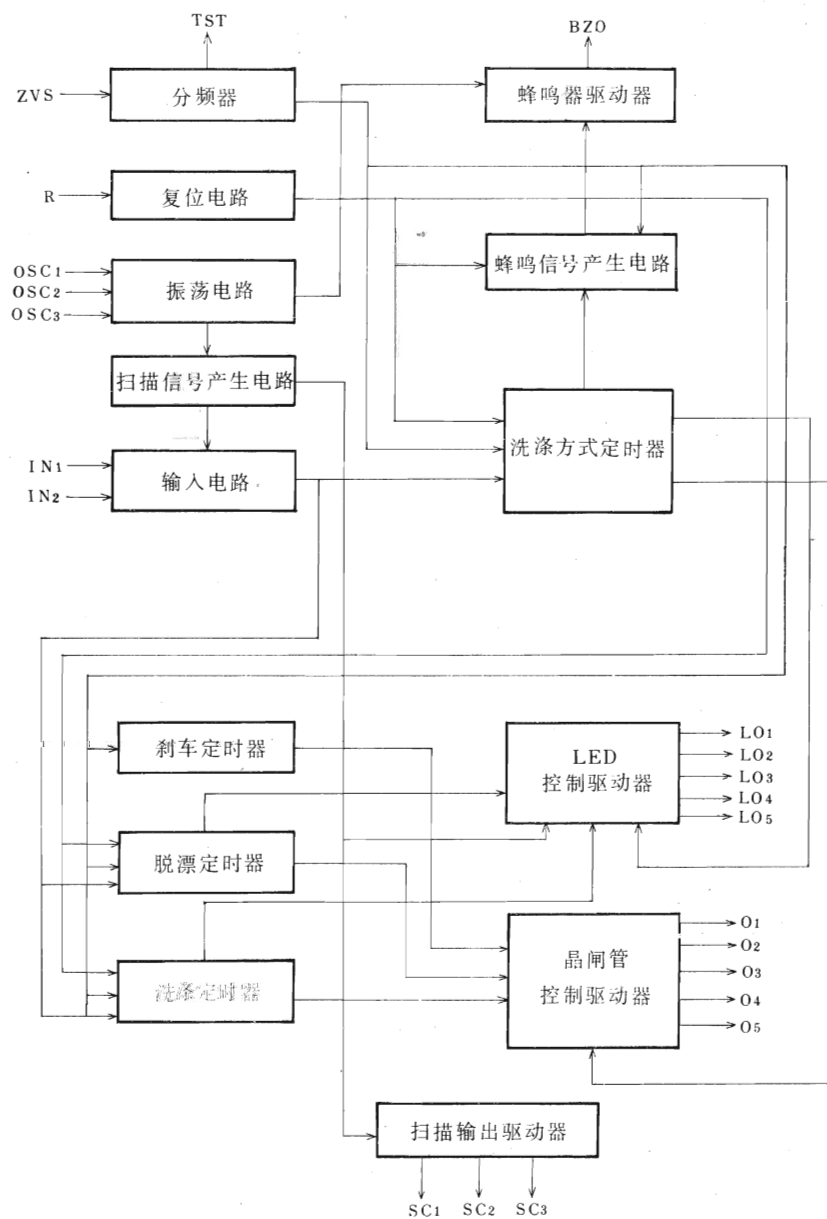 TST
BZO
ZVS
分频器
蜂鸣器驱动器
R
复位电路
OSC1
OSC2
OSC3
振荡电路
蜂鸣信号产生电路
扫描信号产生电路
洗涤方式定时器
IN1
IN2
输入电路
刹车定时器
LED
控制驱动器
LO1
LO2
LO3
LO4
LO5
脱漂定时器
洗涤定时器
晶闸管
控制驱动器
O1
O2
O3
O4
O5
扫描输出驱动器
SC1
SC2
SC3